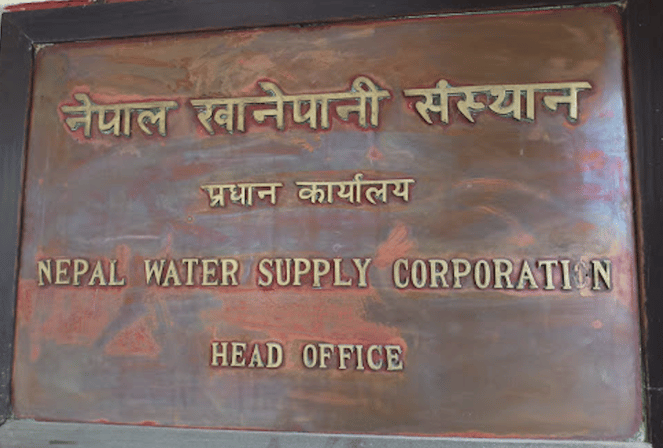 नेपाल खानेपानी संस्थान
प्रधान कार्यालय
NEPAL WATER SUPPLY CORPORATION
HEAD OFFICE